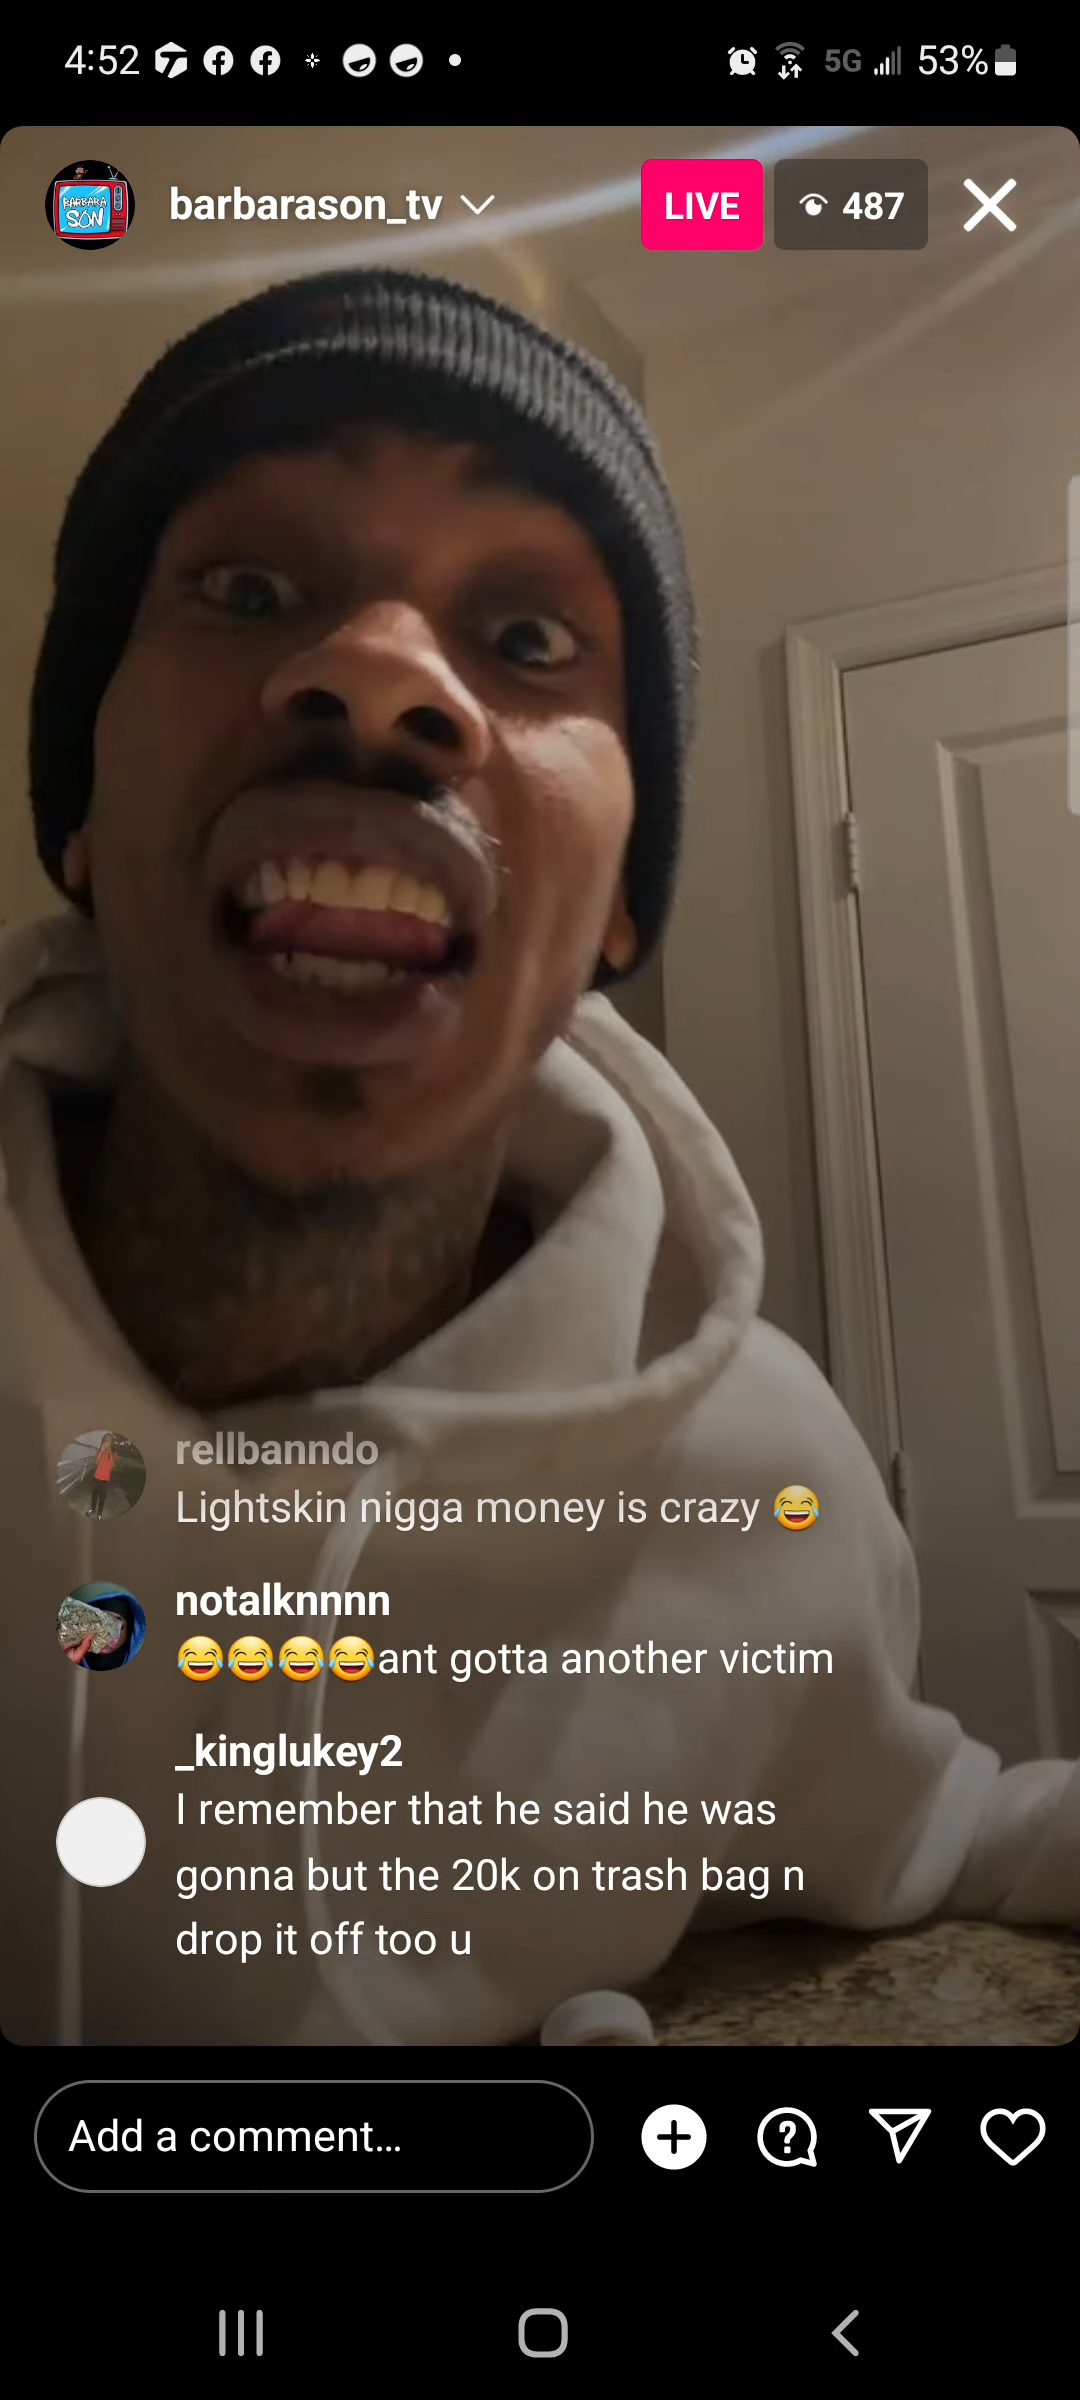 4:52
5G
53%
BARBARA
SON
barbarason_tv
LIVE
487
rellbanndo
Lightskin nigga money is crazy 😂
notalknnnn
😂😂😂😂ant gotta another victim
_kinglukey2
I remember that he said he was
gonna but the 20k on trash bag n
drop it off too u
Add a comment...